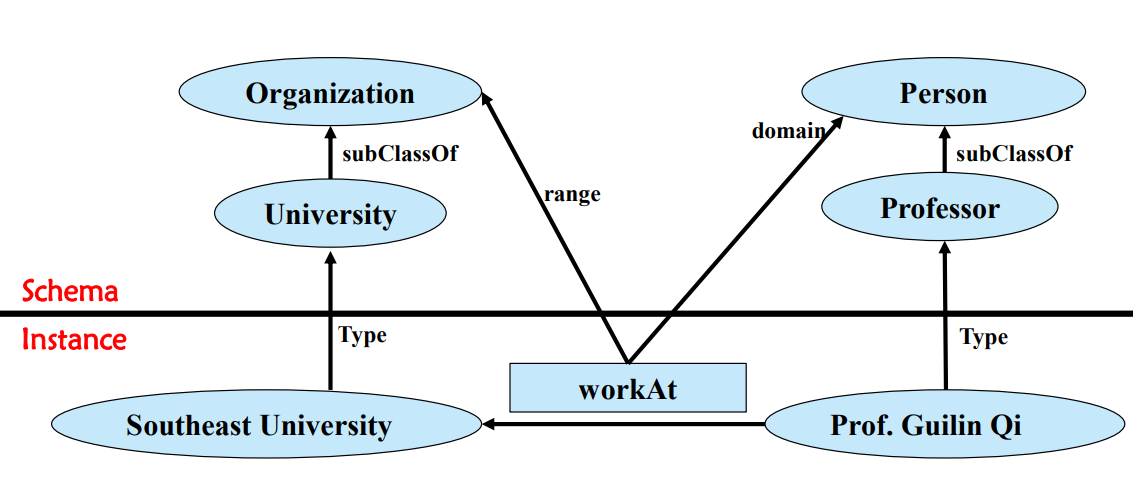 Organization
Person
domain
subClassOf
subClassOf
range
University
Professor
Schema
Instance
Type
Type
workAt
Southeast University
Prof. Guilin Qi